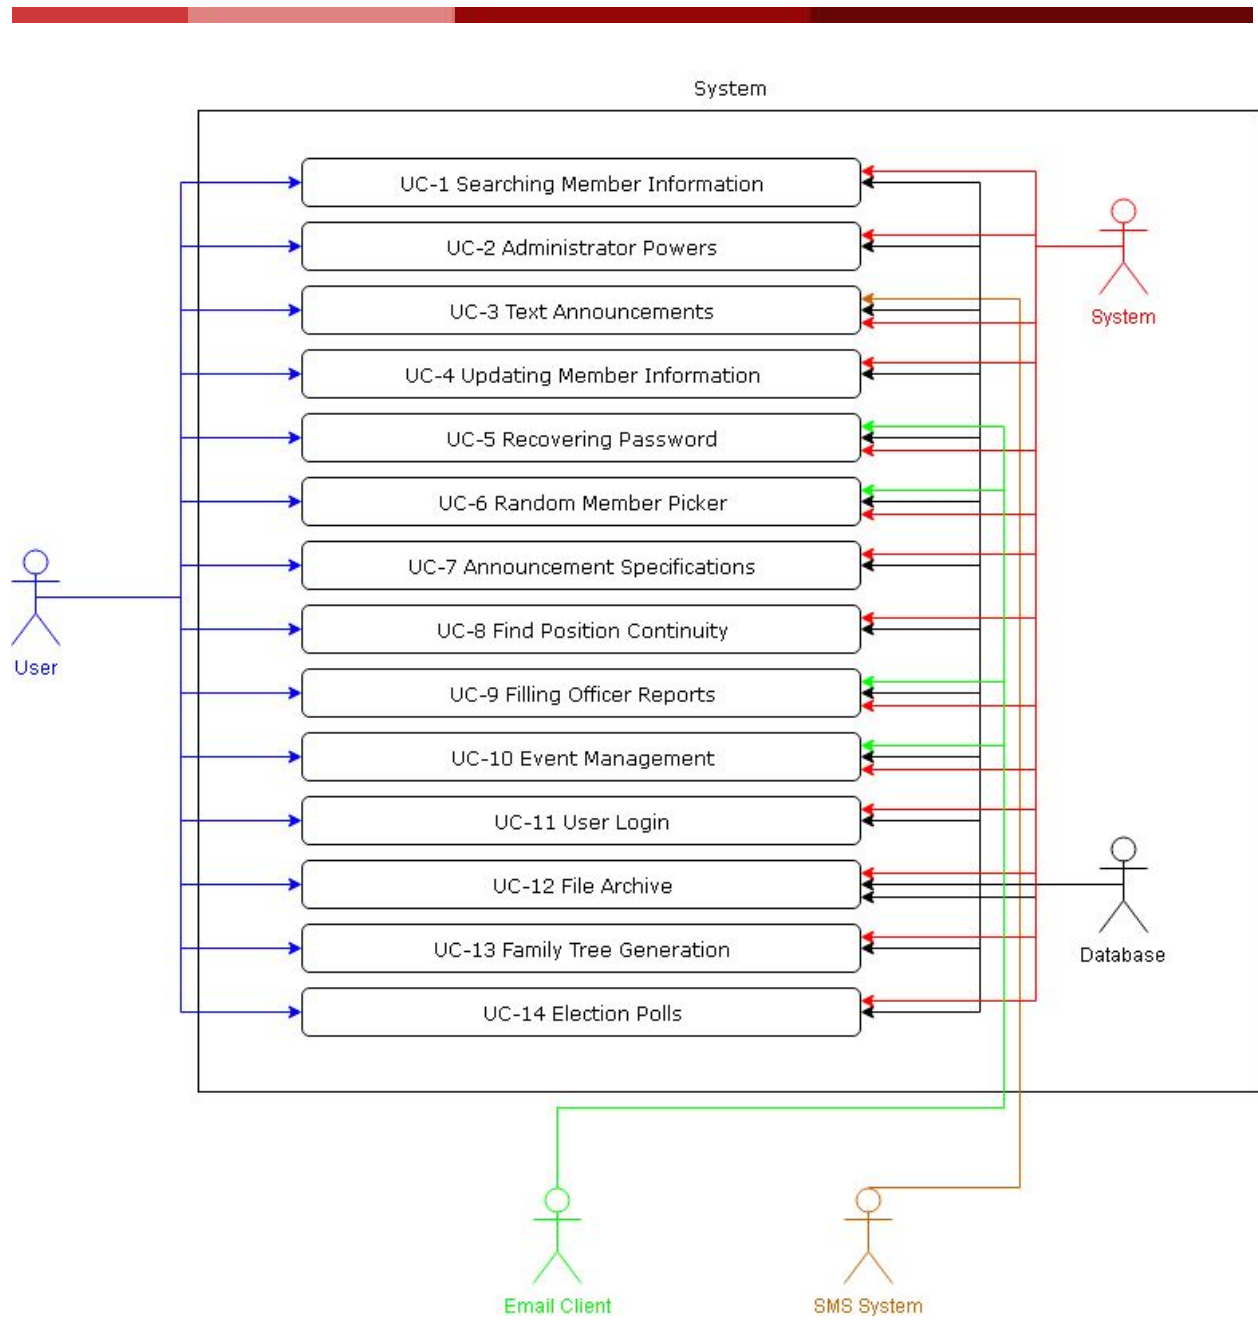 System
UC-1 Searching Member Information
UC-2 Administrator Powers
UC-3 Text Announcements
System
UC-4 Updating Member Information
UC-5 Recovering Password
UC-6 Random Member Picker
UC-7 Announcement Specifications
UC-8 Find Position Continuity
User
UC-9 Filling Officer Reports
UC-10 Event Management
UC-11 User Login
UC-12 File Archive
UC-13 Family Tree Generation
Database
UC-14 Election Polls
Email Client
SMS System